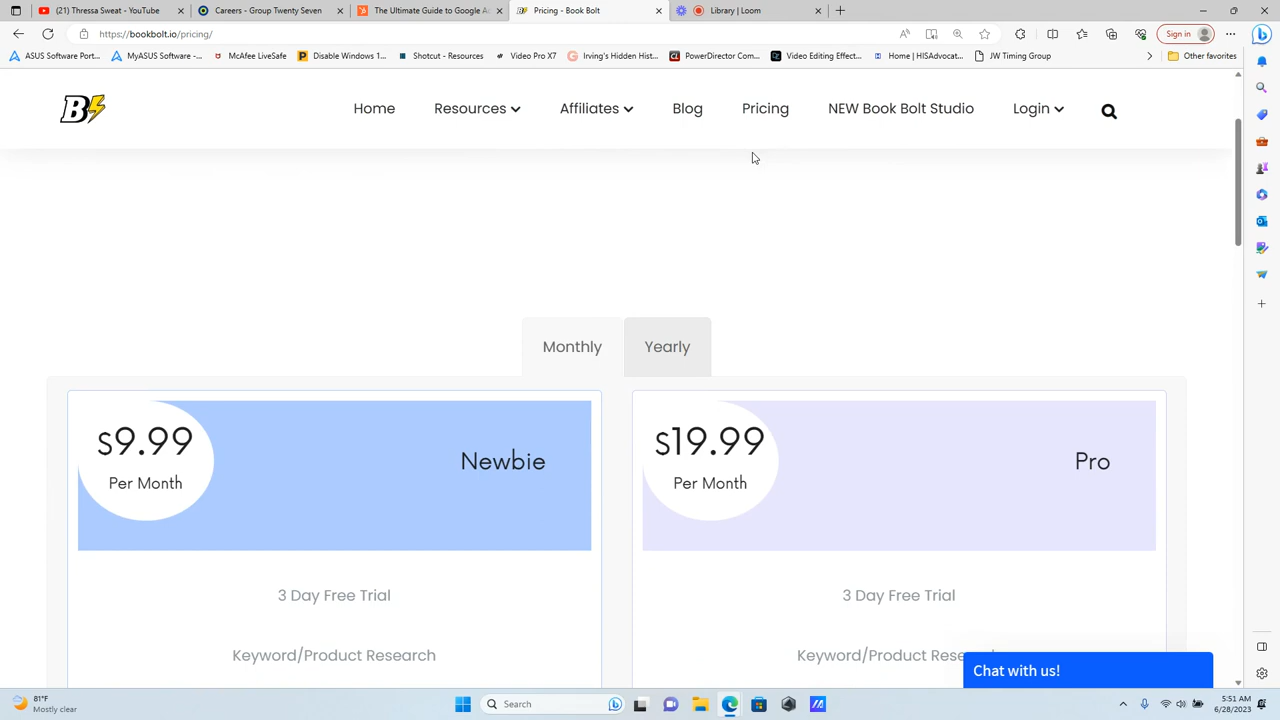 (21) Thressa Sweat - YouTube
Careers - Group Twenty Seven
The Ultimate Guide to Google A
Pricing - Book Bolt
Library | Loom
https://bookbolt.io/pricing/
Sign in
ASUS Software Port...
MyASUS Software -...
McAfee LiveSafe
Disable Windows 1...
Shotcut - Resources
Video Pro X7
Irving's Hidden Hist...
PowerDirector Com...
Video Editing Effect...
Home | HISAdvocat...
JW Timing Group
Other favorites
B
Home
Resources
Affiliates
Blog
Pricing
NEW Book Bolt Studio
Login
Monthly
Yearly
$9.99
Per Month
Newbie
$19.99
Per Month
Pro
3 Day Free Trial
3 Day Free Trial
Keyword/Product Research
Keyword/Product
Chat with us!
81°F
Mostly clear
Search
5:51 AM
6/28/2023